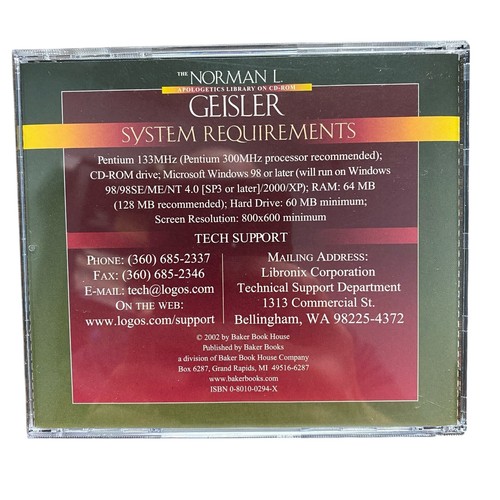 THE NORMAN L.
APOLOGETICS LIBRARY ON CD-ROM
GEISLER
SYSTEM REQUIREMENTS
Pentium 133MHz (Pentium 300MHz processor recommended);
CD-ROM drive; Microsoft Windows 98 or later (will run on Windows
98/98SE/ME/NT 4.0 [SP3 or later]/2000/XP); RAM: 64 MB
(128 MB recommended); Hard Drive: 60 MB minimum;
Screen Resolution: 800x600 minimum
TECH SUPPORT
PHONE: (360) 685-2337
FAX: (360) 685-2346
E-MAIL: tech@logos.com
ON THE WEB:
www.logos.com/support
MAILING ADDRESS:
Libronix Corporation
Technical Support Department
1313 Commercial St.
Bellingham, WA 98225-4372
© 2002 by Baker Book House
Published by Baker Books
a division of Baker Book House Company
Box 6287, Grand Rapids, MI 49516-6287
www.bakerbooks.com
ISBN 0-8010-0294-X